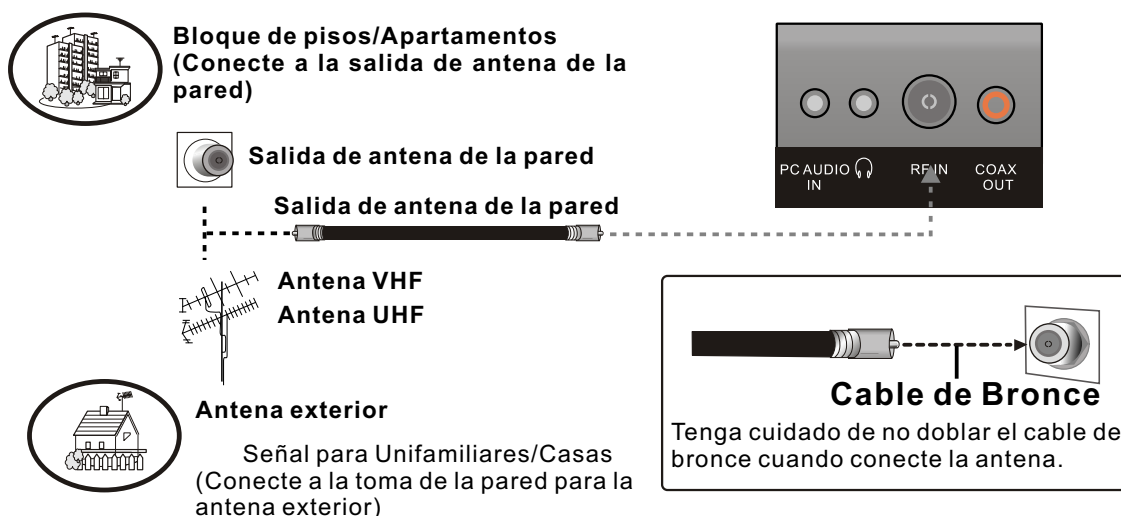 Bloque de pisos/Apartamentos
(Conecte a la salida de antena de la
pared)
Salida de antena de la pared
Salida de antena de la pared
Antena VHF
Antena UHF
Antena exterior
Señal para Unifamiliares/Casas
(Conecte a la toma de la pared para la
antena exterior)
PC AUDIO
IN
RF IN
COAX
OUT
Cable de Bronce
Tenga cuidado de no doblar el cable de
bronce cuando conecte la antena.